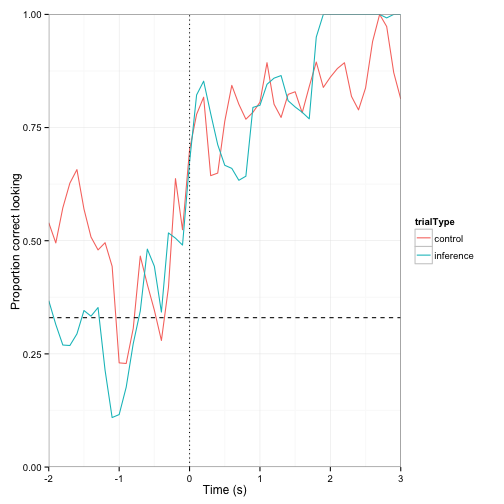 1.00
0.75
0.50
0.25
0.00
Proportion correct looking
-2 -1 0 1 2 3
Time (s)
trialType
control
inference